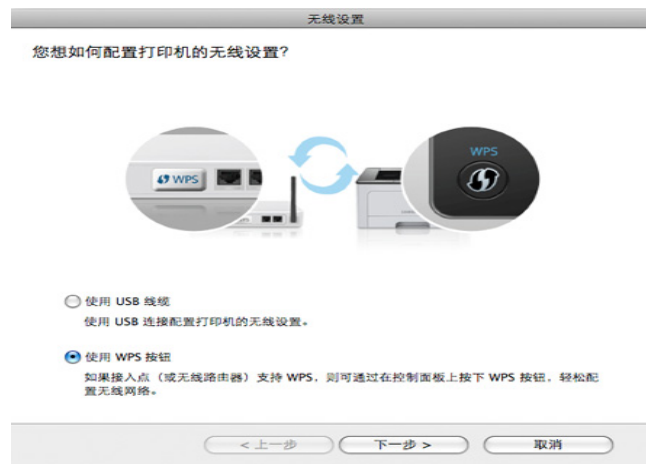 无线设置
您想如何配置打印机的无线设置?
WPS
WPS
使用 USB 线缆
使用 USB 连接配置打印机的无线设置。
使用 WPS 按钮
如果接入点（或无线路由器）支持 WPS，则可通过在控制面板上按下 WPS 按钮，轻松配
置无线网络。
< 上一步
下一步 >
取消